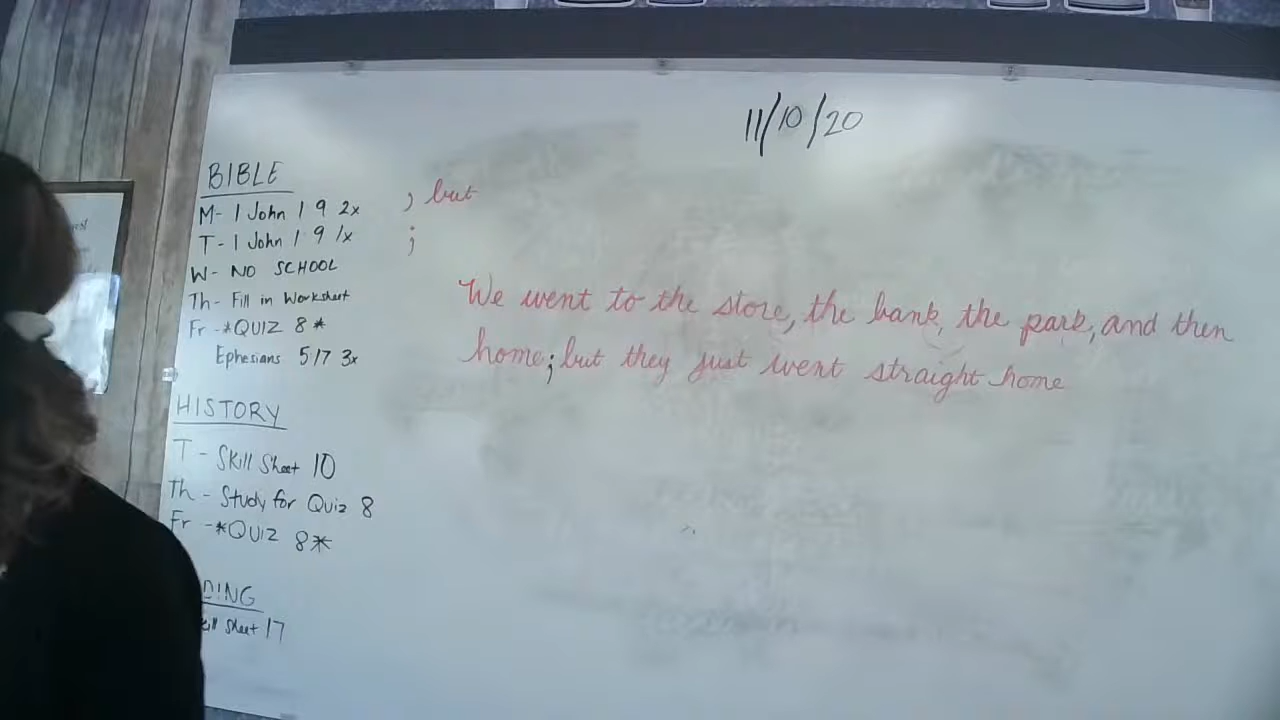 11/10/20
BIBLE
M- 1 John 1 9 2x
T- 1 John 1 9 1x
W- NO SCHOOL
Th- Fill in Worksheet
Fr -*QUIZ 8*
Ephesians 5 17 3x
HISTORY
T - Skill Sheet 10
Th - Study for Quiz 8
Fr -*QUIZ 8*
DING
Sheet 17
, but
;
We went to the store, the bank, the park, and then
home; but they just went straight home